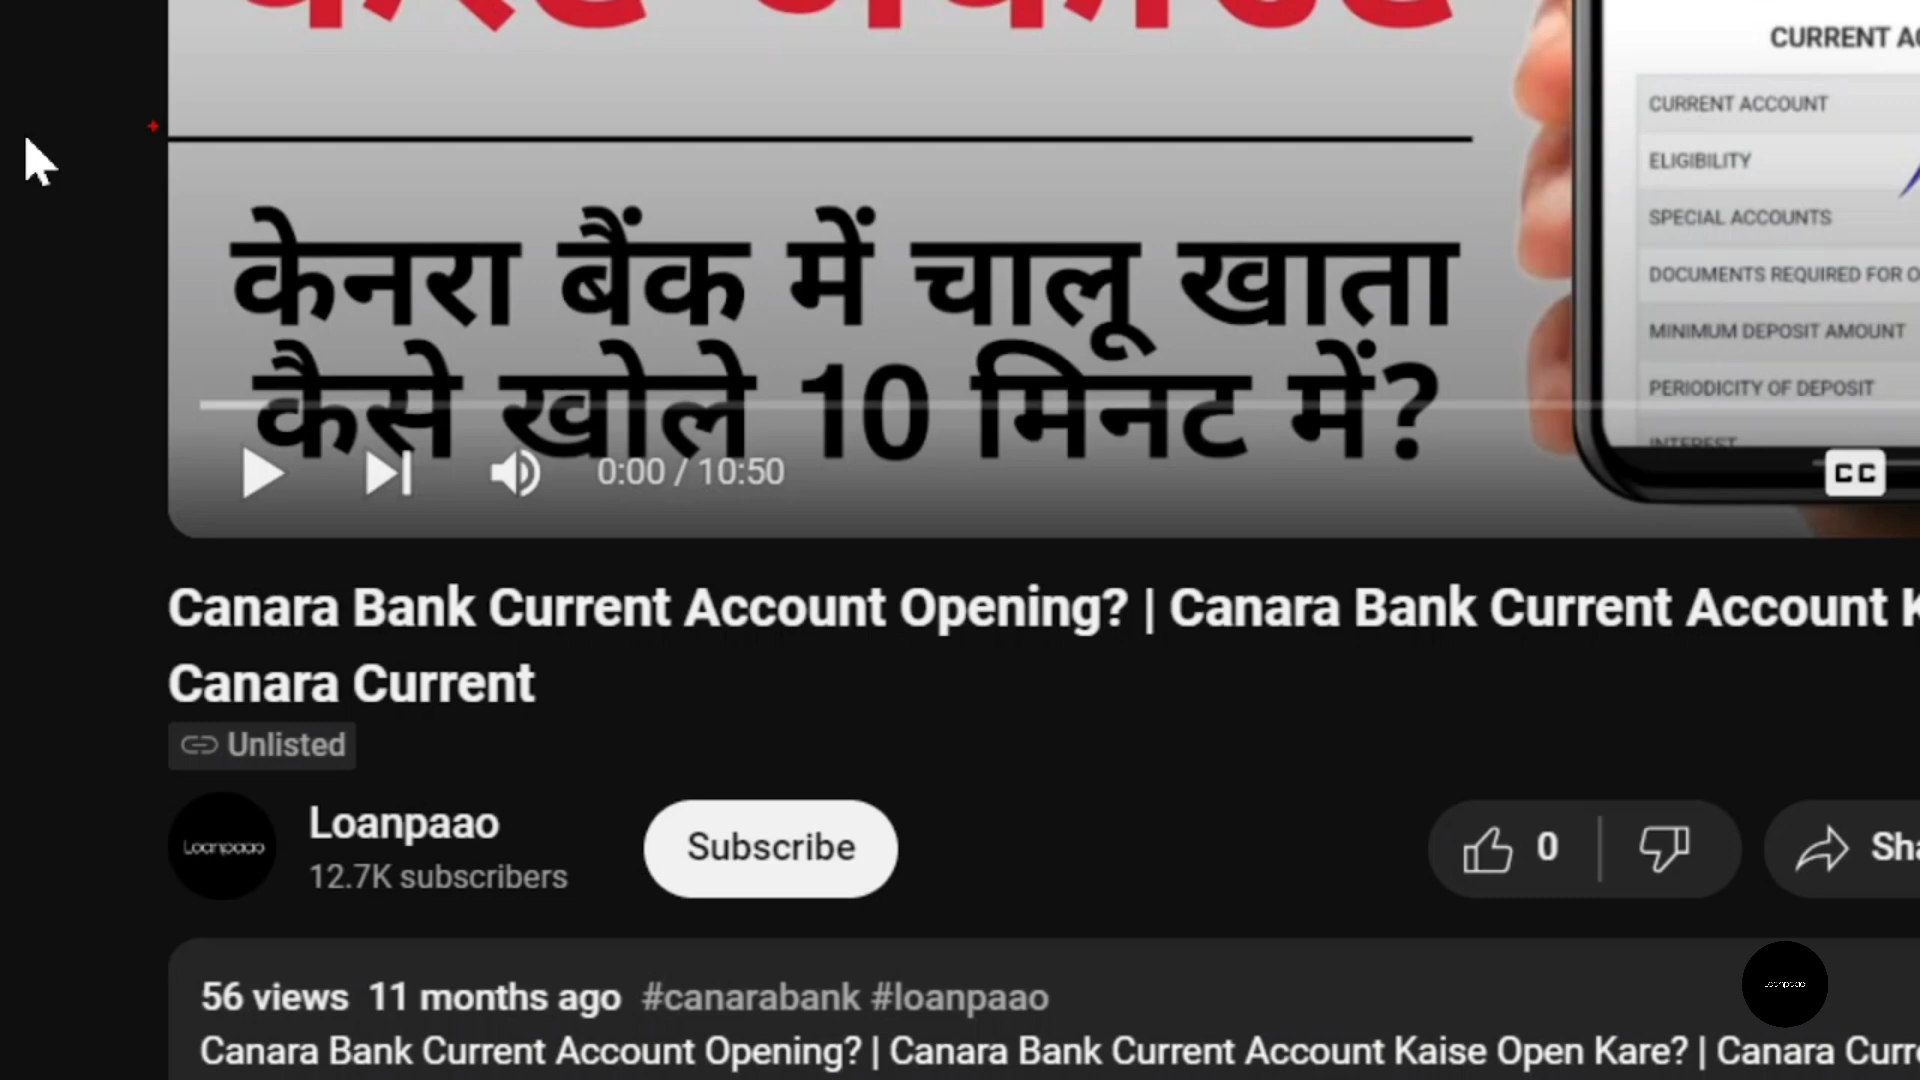 CURRENT
CURRENT ACCOUNT
ELIGIBILITY
SPECIAL ACCOUNTS
DOCUMENTS REQUIRED FOR
MINIMUM DEPOSIT AMOUNT
PERIODICITY OF DEPOSIT
INTEREST
केनरा बैंक में चालू खाता
कैसे खोले 10 मिनट में?
0:00 / 10:50
CC
Canara Bank Current Account Opening? | Canara Bank Current Account
Canara Current
Unlisted
Loanpaao
Loanpaao
12.7K subscribers
Subscribe
0
56 views 11 months ago #canarabank #loanpaao
Loanpaao
Canara Bank Current Account Opening? | Canara Bank Current Account Kaise Open Kare? | Canara